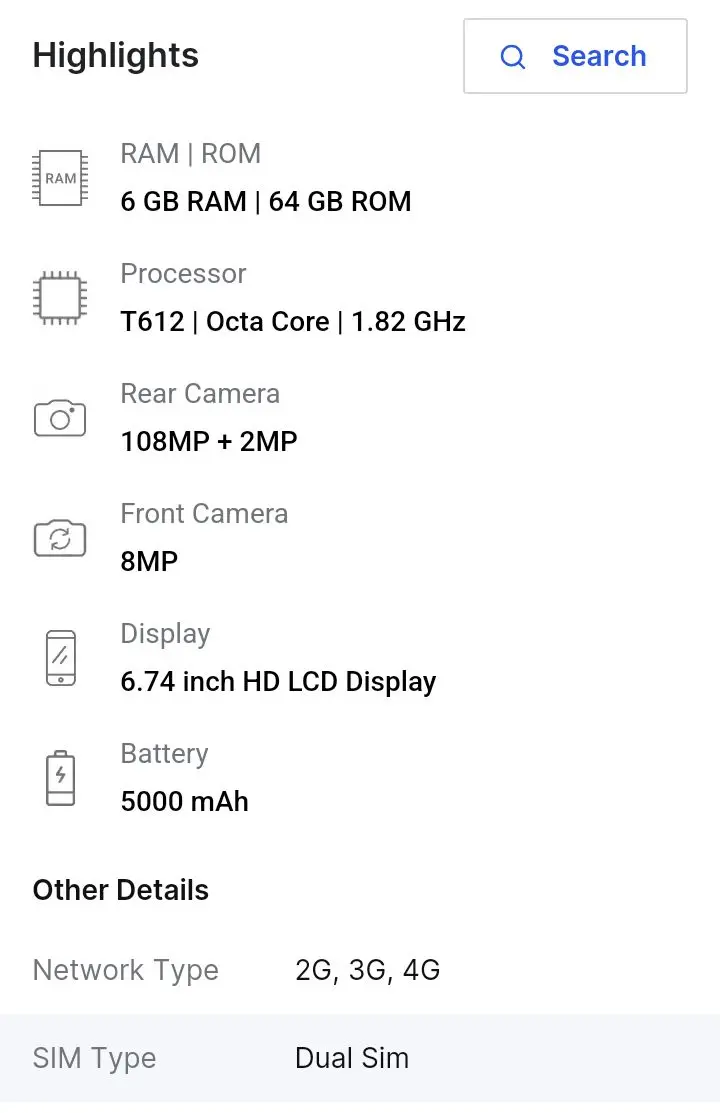 Highlights
Search
RAM | ROM
RAM
6 GB RAM | 64 GB ROM
Processor
T612 | Octa Core | 1.82 GHz
Rear Camera
108MP + 2MP
Front Camera
8MP
Display
6.74 inch HD LCD Display
Battery
5000 mAh
Other Details
Network Type 2G, 3G, 4G
SIM Type Dual Sim